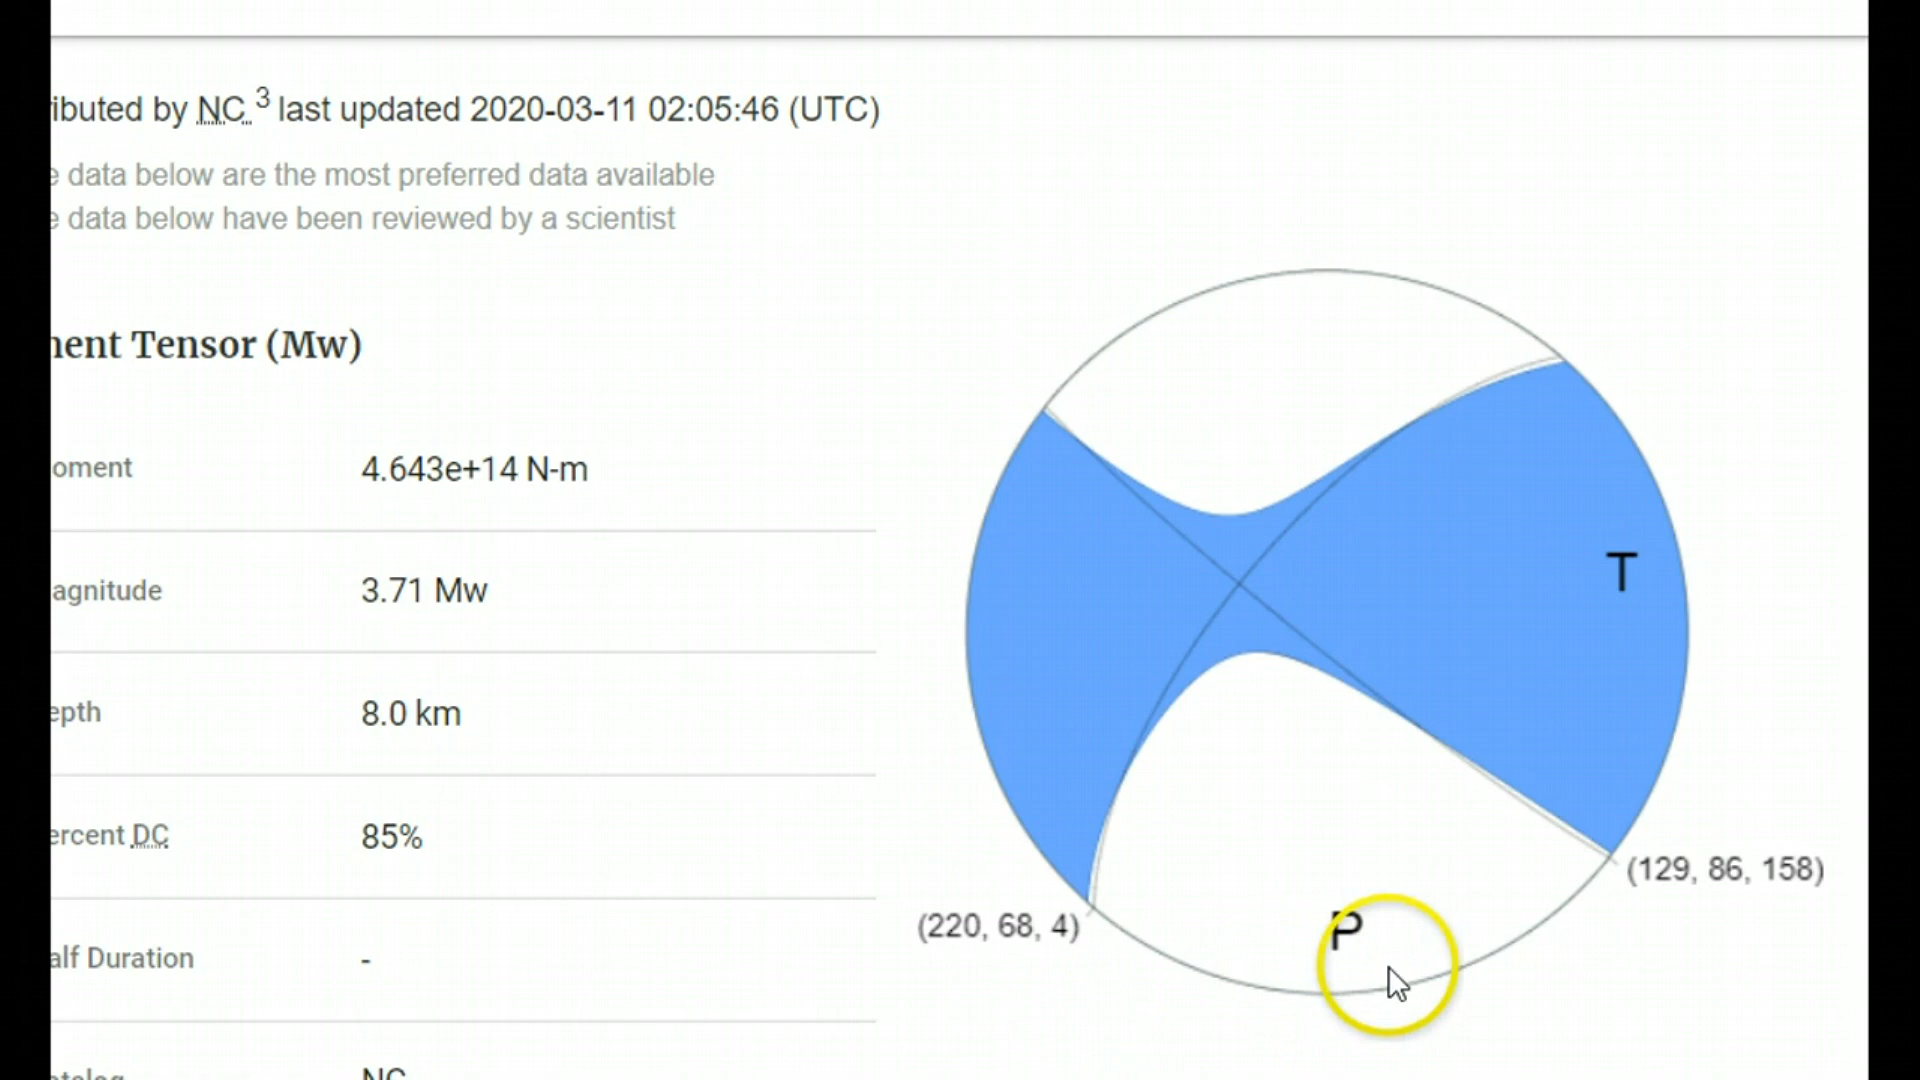 ibuted by NC 3 last updated 2020-03-11 02:05:46 (UTC)
e data below are the most preferred data available
e data below have been reviewed by a scientist
nent Tensor (Mw)
oment 4.643e+14 N-m
agnitude 3.71 Mw
epth 8.0 km
ercent DC 85%
alf Duration -
atalog NC
T
P
(129, 86, 158)
(220, 68, 4)